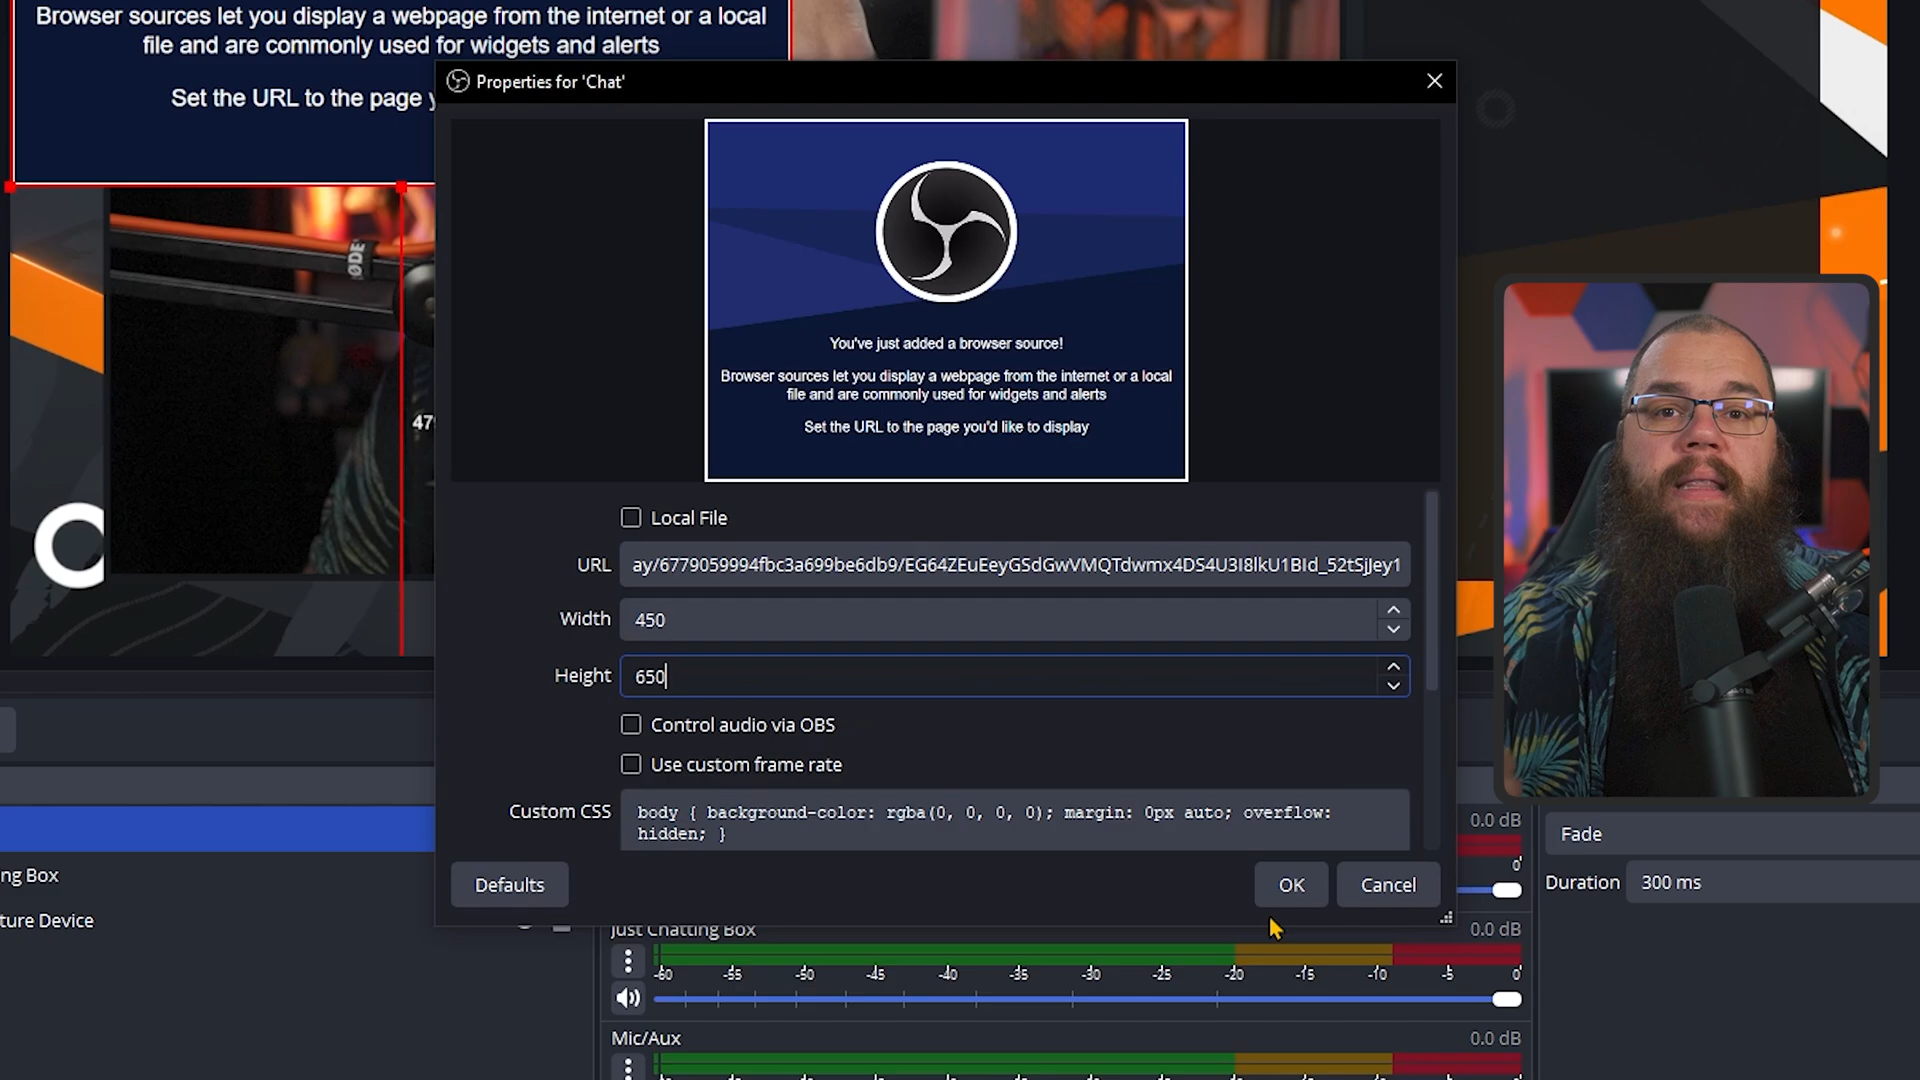 Browser sources let you display a webpage from the internet or a local
file and are commonly used for widgets and alerts
Set the URL to the page
Properties for 'Chat'
You've just added a browser source!
Browser sources let you display a webpage from the internet or a local
file and are commonly used for widgets and alerts
Set the URL to the page you'd like to display
RØDE
47
Local File
URL
ay/6779059994fbc3a699be6db9/EG64ZEuEeyGSdGwVMQTdwmx4DS4U3I8lkU1BId_52tSjJey1
Width
450
Height
650
Control audio via OBS
Use custom frame rate
Custom CSS
body { background-color: rgba(0, 0, 0, 0); margin: 0px auto; overflow:
hidden; }
Defaults
OK
Cancel
ng Box
ture Device
0.0 dB
0
Fade
Duration
300 ms
Just Chatting Box
0.0 dB
-60 -55 -50 -45 -40 -35 -30 -25 -20 -15 -10 -5 0
Mic/Aux
0.0 dB